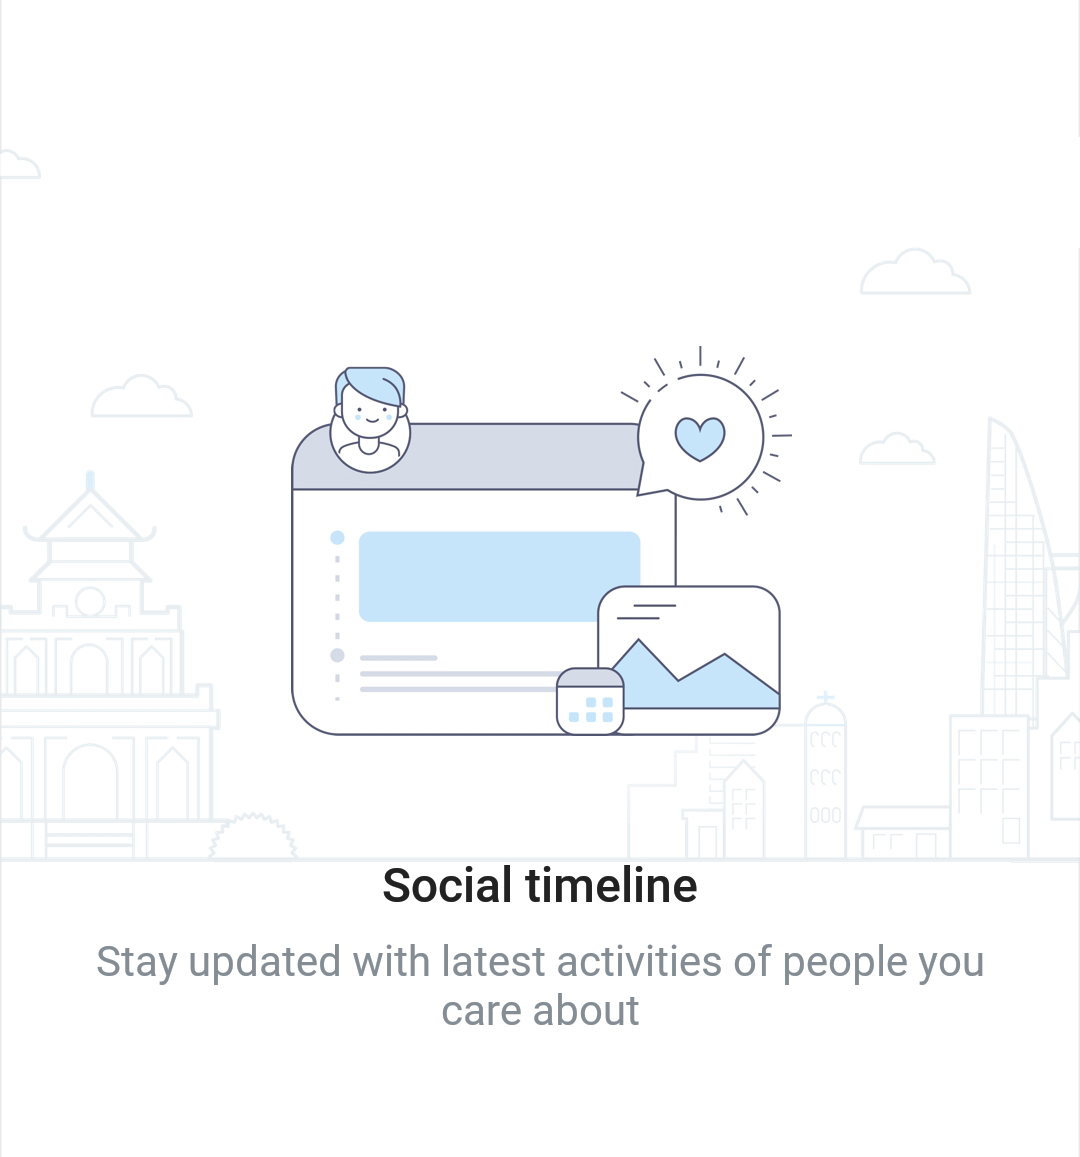 Social timeline
Stay updated with latest activities of people you
care about